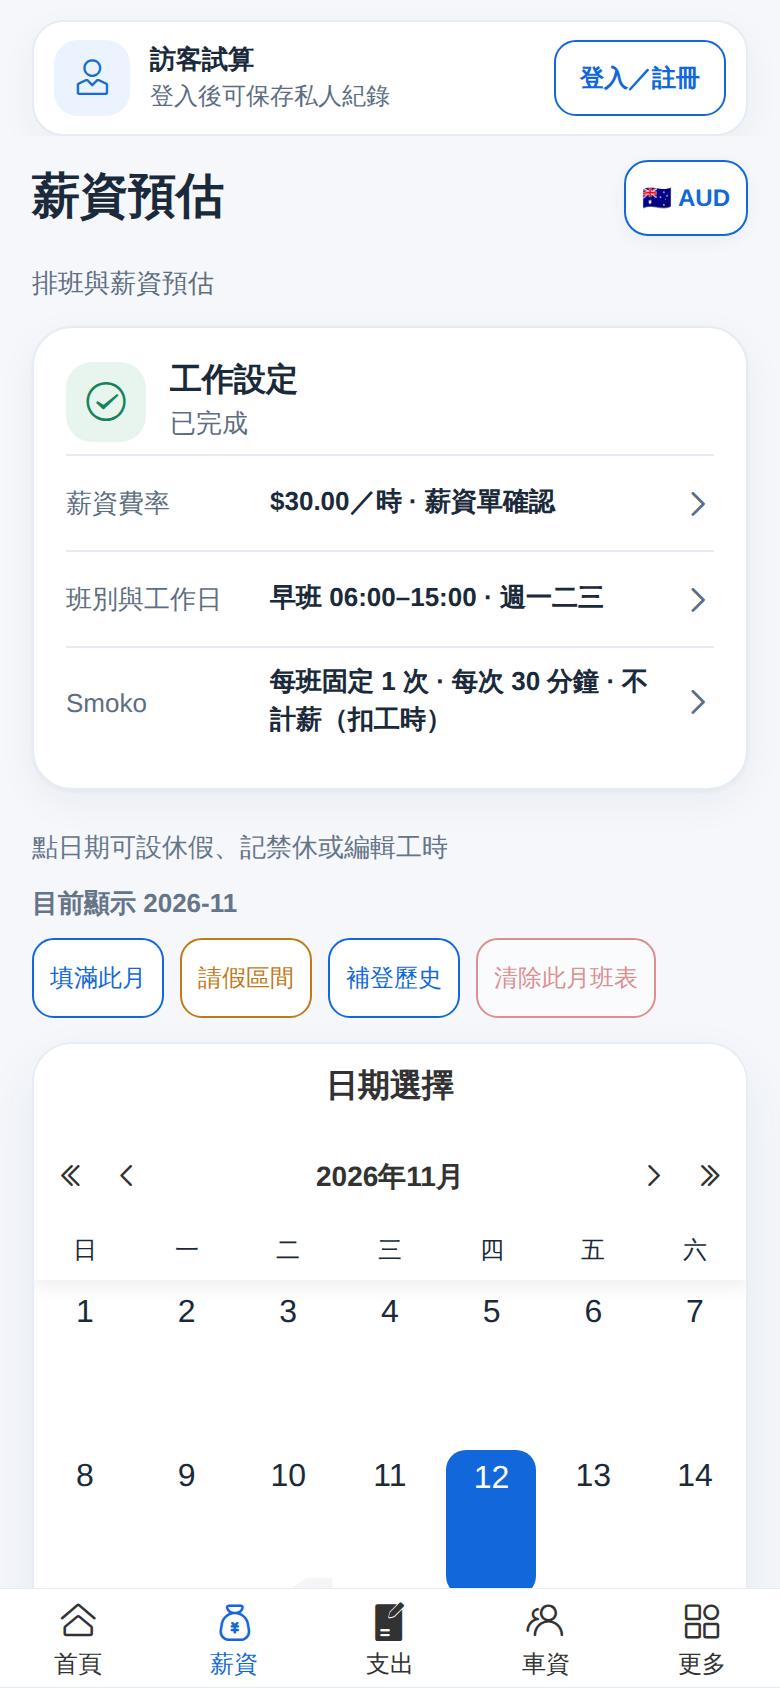 訪客試算
登入後可保存私人紀錄
登入／註冊
薪資預估
🇦🇺 AUD
排班與薪資預估
工作設定
已完成
薪資費率
$30.00／時 · 薪資單確認
班別與工作日
早班 06:00–15:00 · 週一二三
Smoko
每班固定 1 次 · 每次 30 分鐘 · 不
計薪（扣工時）
點日期可設休假、記禁休或編輯工時
目前顯示 2026-11
填滿此月 請假區間 補登歷史 清除此月班表
日期選擇
2026年11月
日 一 二 三 四 五 六
1 2 3 4 5 6 7
8 9 10 11 12 13 14
首頁 薪資 支出 車資 更多